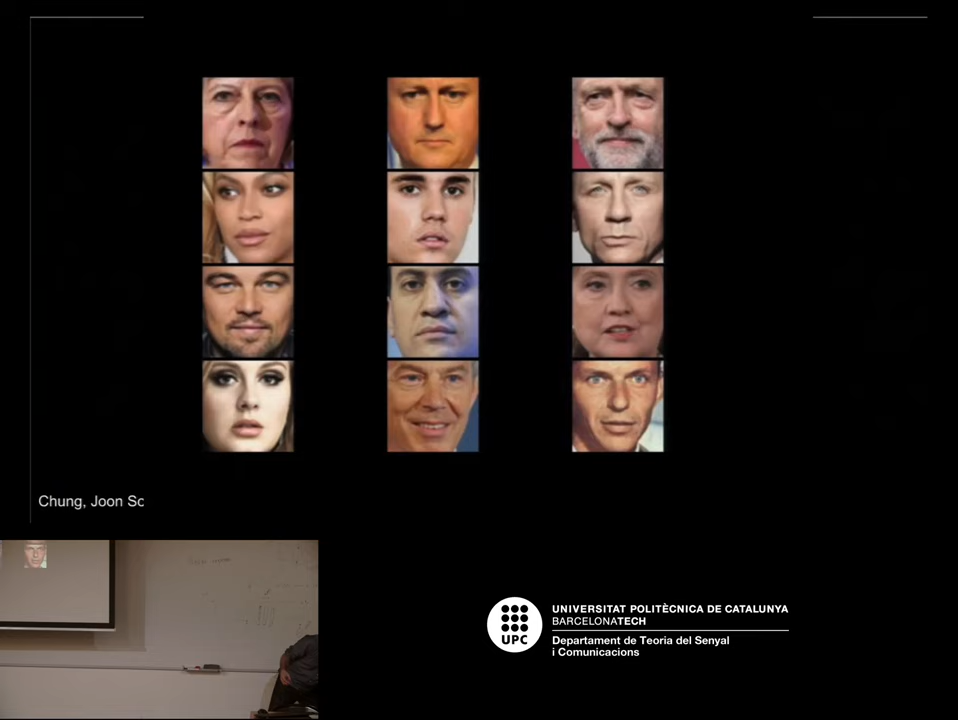 Chung, Joon Sc
UPC
UNIVERSITAT POLITÈCNICA DE CATALUNYA
BARCELONATECH
Departament de Teoria del Senyal
i Comunicacions